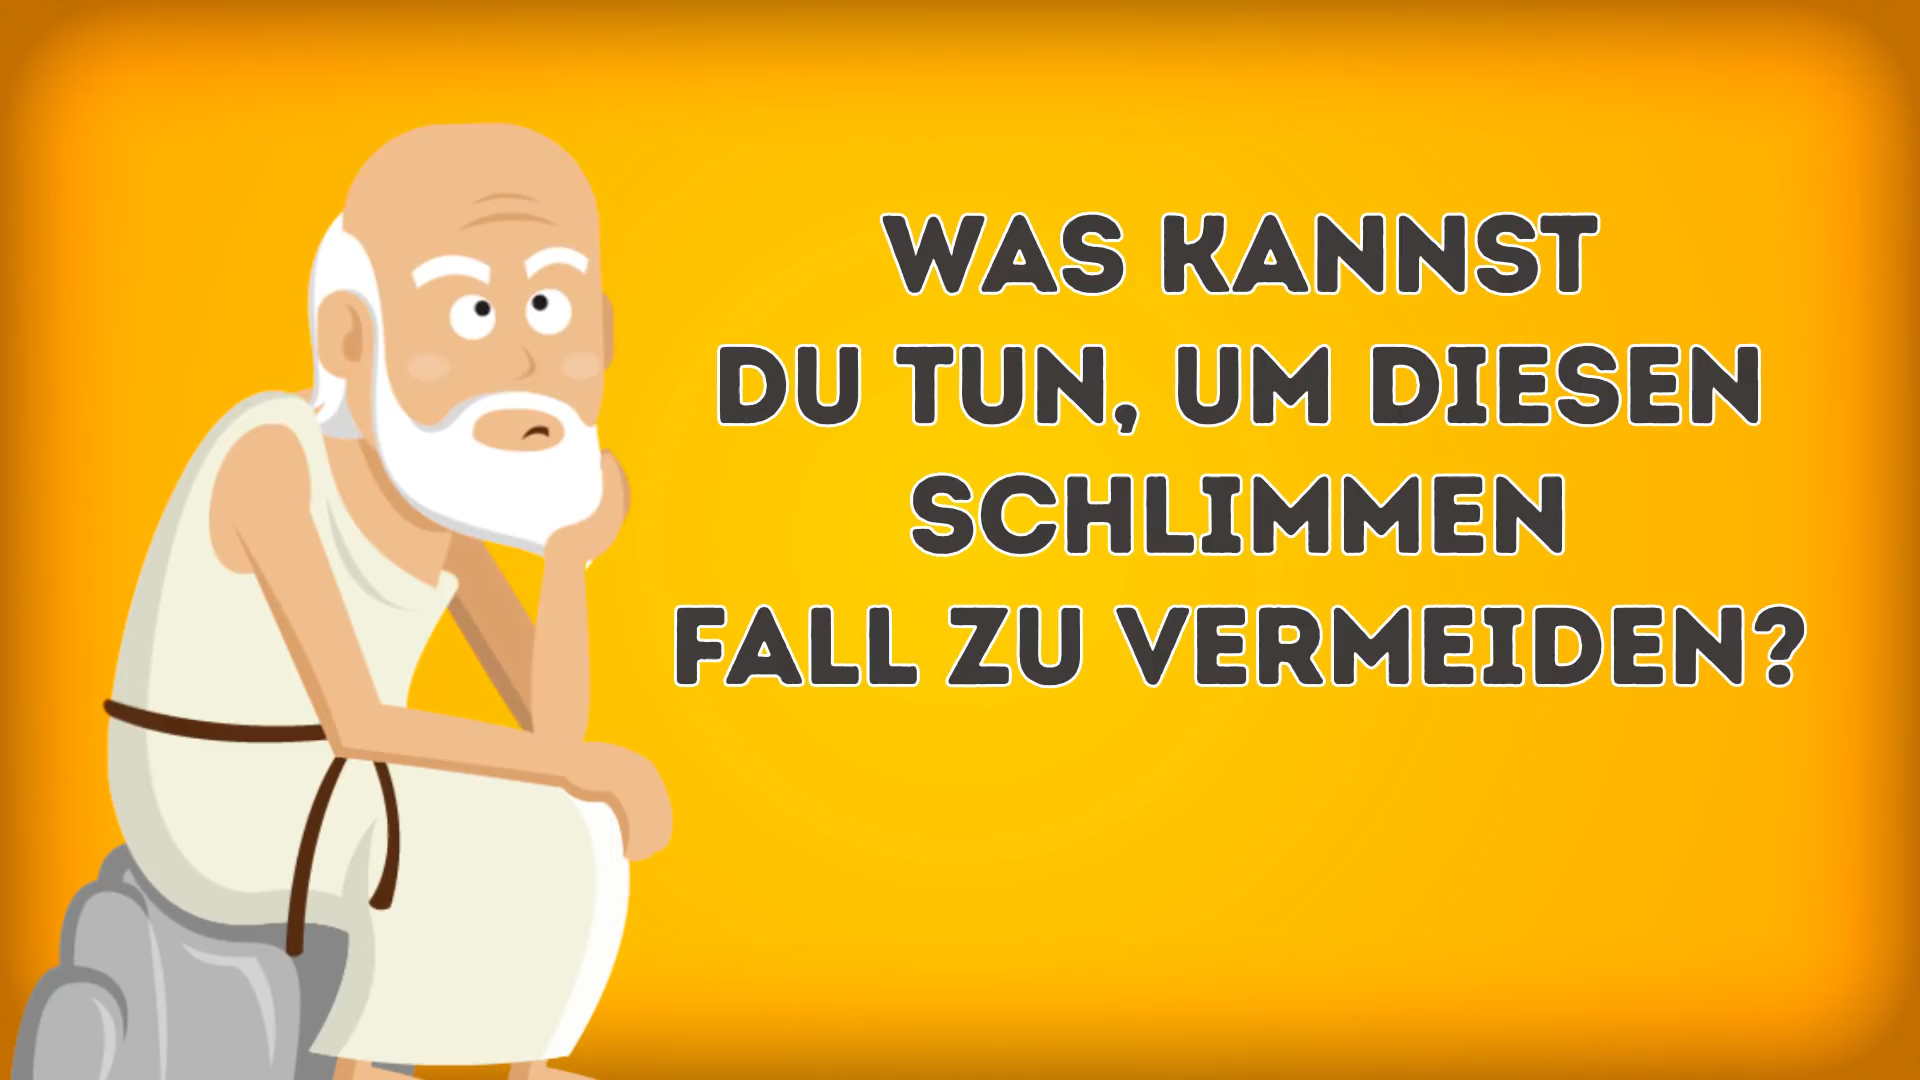 WAS KANNST
DU TUN, UM DIESEN
SCHLIMMEN
FALL ZU VERMEIDEN?